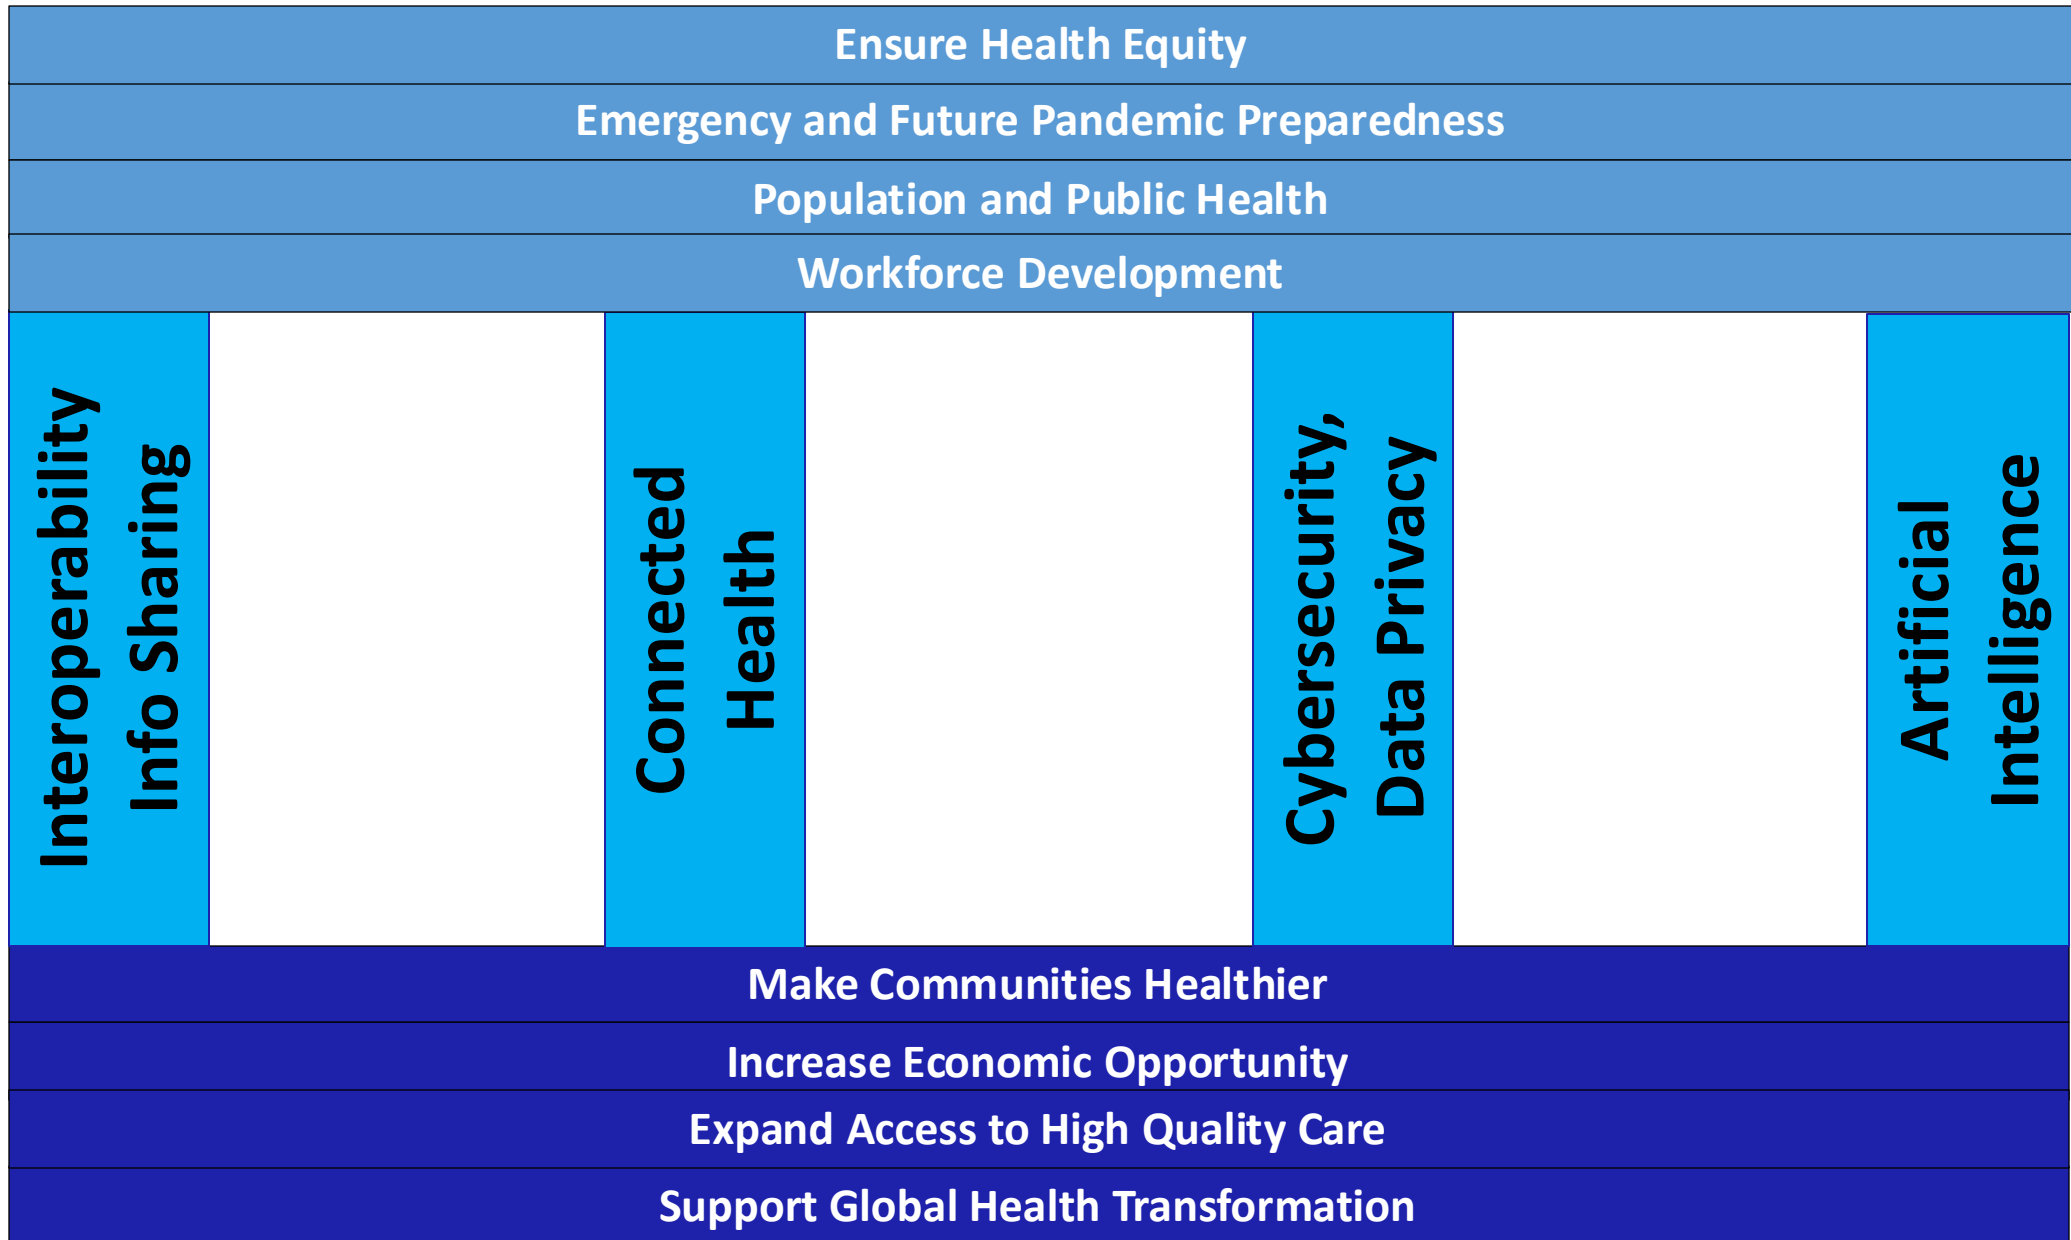 Ensure Health Equity
Emergency and Future Pandemic Preparedness
Population and Public Health
Workforce Development
Interoperability
Info Sharing
Connected
Health
Cybersecurity,
Data Privacy
Artificial
Intelligence
Make Communities Healthier
Increase Economic Opportunity
Expand Access to High Quality Care
Support Global Health Transformation